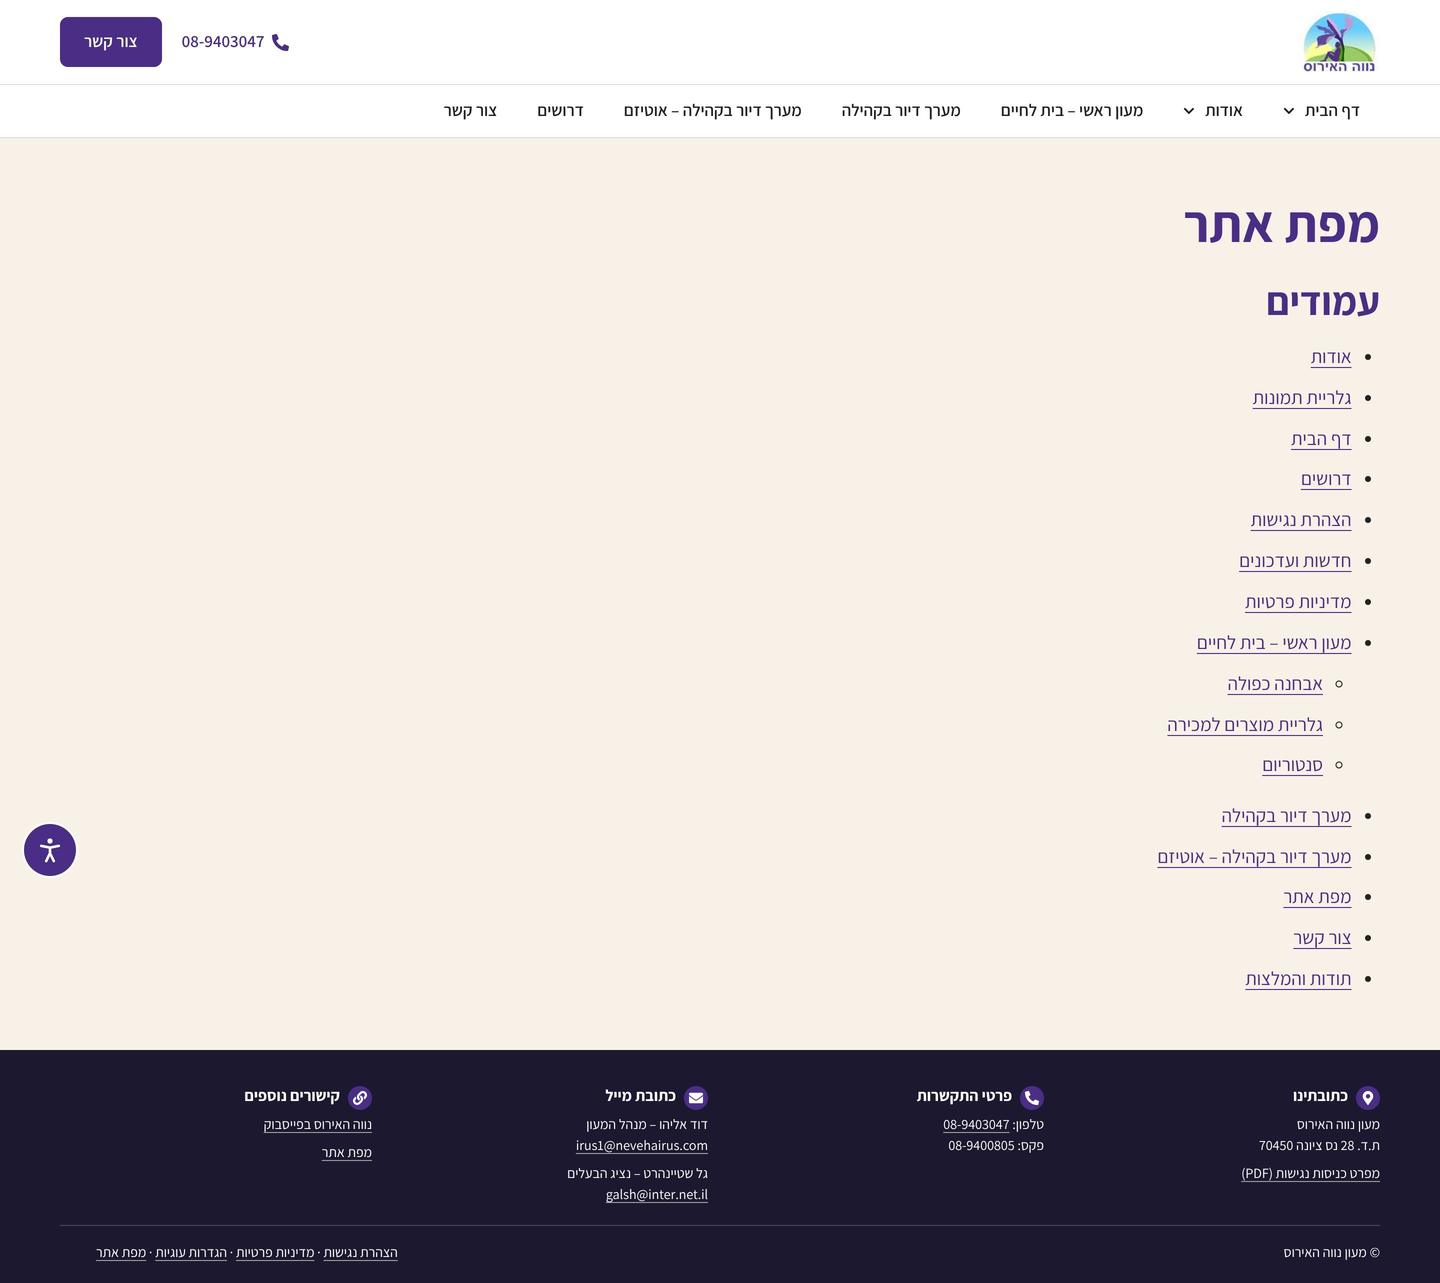 נווה האירוס
08-9403047
צור קשר
דף הבית
אודות
מעון ראשי – בית לחיים
מערך דיור בקהילה
מערך דיור בקהילה – אוטיזם
דרושים
צור קשר
מפת אתר
עמודים
אודות
גלריית תמונות
דף הבית
דרושים
הצהרת נגישות
חדשות ועדכונים
מדיניות פרטיות
מעון ראשי – בית לחיים
אבחנה כפולה
גלריית מוצרים למכירה
סנטוריום
מערך דיור בקהילה
מערך דיור בקהילה – אוטיזם
מפת אתר
צור קשר
תודות והמלצות
כתובתינו
מעון נווה האירוס
ת.ד. 28 נס ציונה 70450
מפרט כניסות נגישות (PDF)
פרטי התקשרות
טלפון: 08-9403047
פקס: 08-9400805
כתובת מייל
דוד אליהו – מנהל המעון
irus1@nevehairus.com
גל שטיינהרט – נציג הבעלים
galsh@inter.net.il
קישורים נוספים
נווה האירוס בפייסבוק
מפת אתר
© מעון נווה האירוס
הצהרת נגישות · מדיניות פרטיות · הגדרות עוגיות · מפת אתר